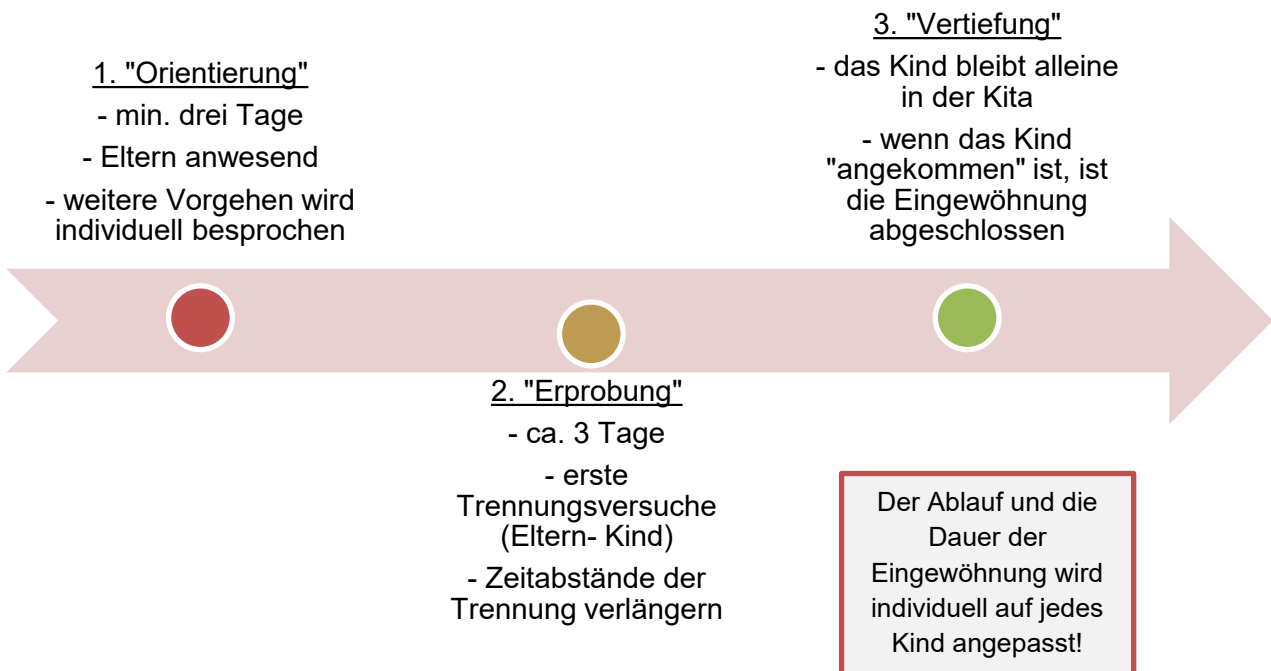 1. "Orientierung"
- min. drei Tage
- Eltern anwesend
- weitere Vorgehen wird
individuell besprochen
2. "Erprobung"
- ca. 3 Tage
- erste
Trennungsversuche
(Eltern- Kind)
- Zeitabstände der
Trennung verlängern
3. "Vertiefung"
- das Kind bleibt alleine
in der Kita
- wenn das Kind
"angekommen" ist, ist
die Eingewöhnung
abgeschlossen
Der Ablauf und die
Dauer der
Eingewöhnung wird
individuell auf jedes
Kind angepasst!